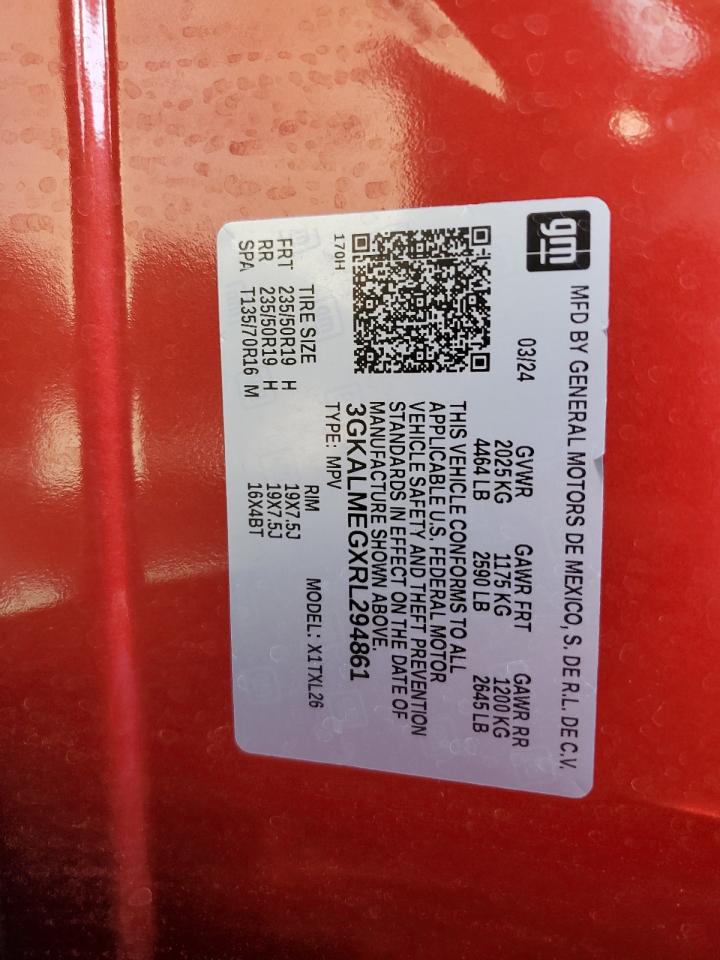 gm
MFD BY GENERAL MOTORS DE MEXICO, S. DE R.L. DE C.V.
03/24 GVWR GAWR FRT GAWR RR
2025 KG 1175 KG 1200 KG
4464 LB 2590 LB 2645 LB
THIS VEHICLE CONFORMS TO ALL
APPLICABLE U.S. FEDERAL MOTOR
VEHICLE SAFETY AND THEFT PREVENTION
STANDARDS IN EFFECT ON THE DATE OF
MANUFACTURE SHOWN ABOVE.
3GKALMEGXRL294861
170H TYPE: MPV MODEL: X1TXL26
TIRE SIZE RIM
FRT 235/50R19 H 19X7.5J
RR 235/50R19 H 19X7.5J
SPA T135/70R16 M 16X4BT